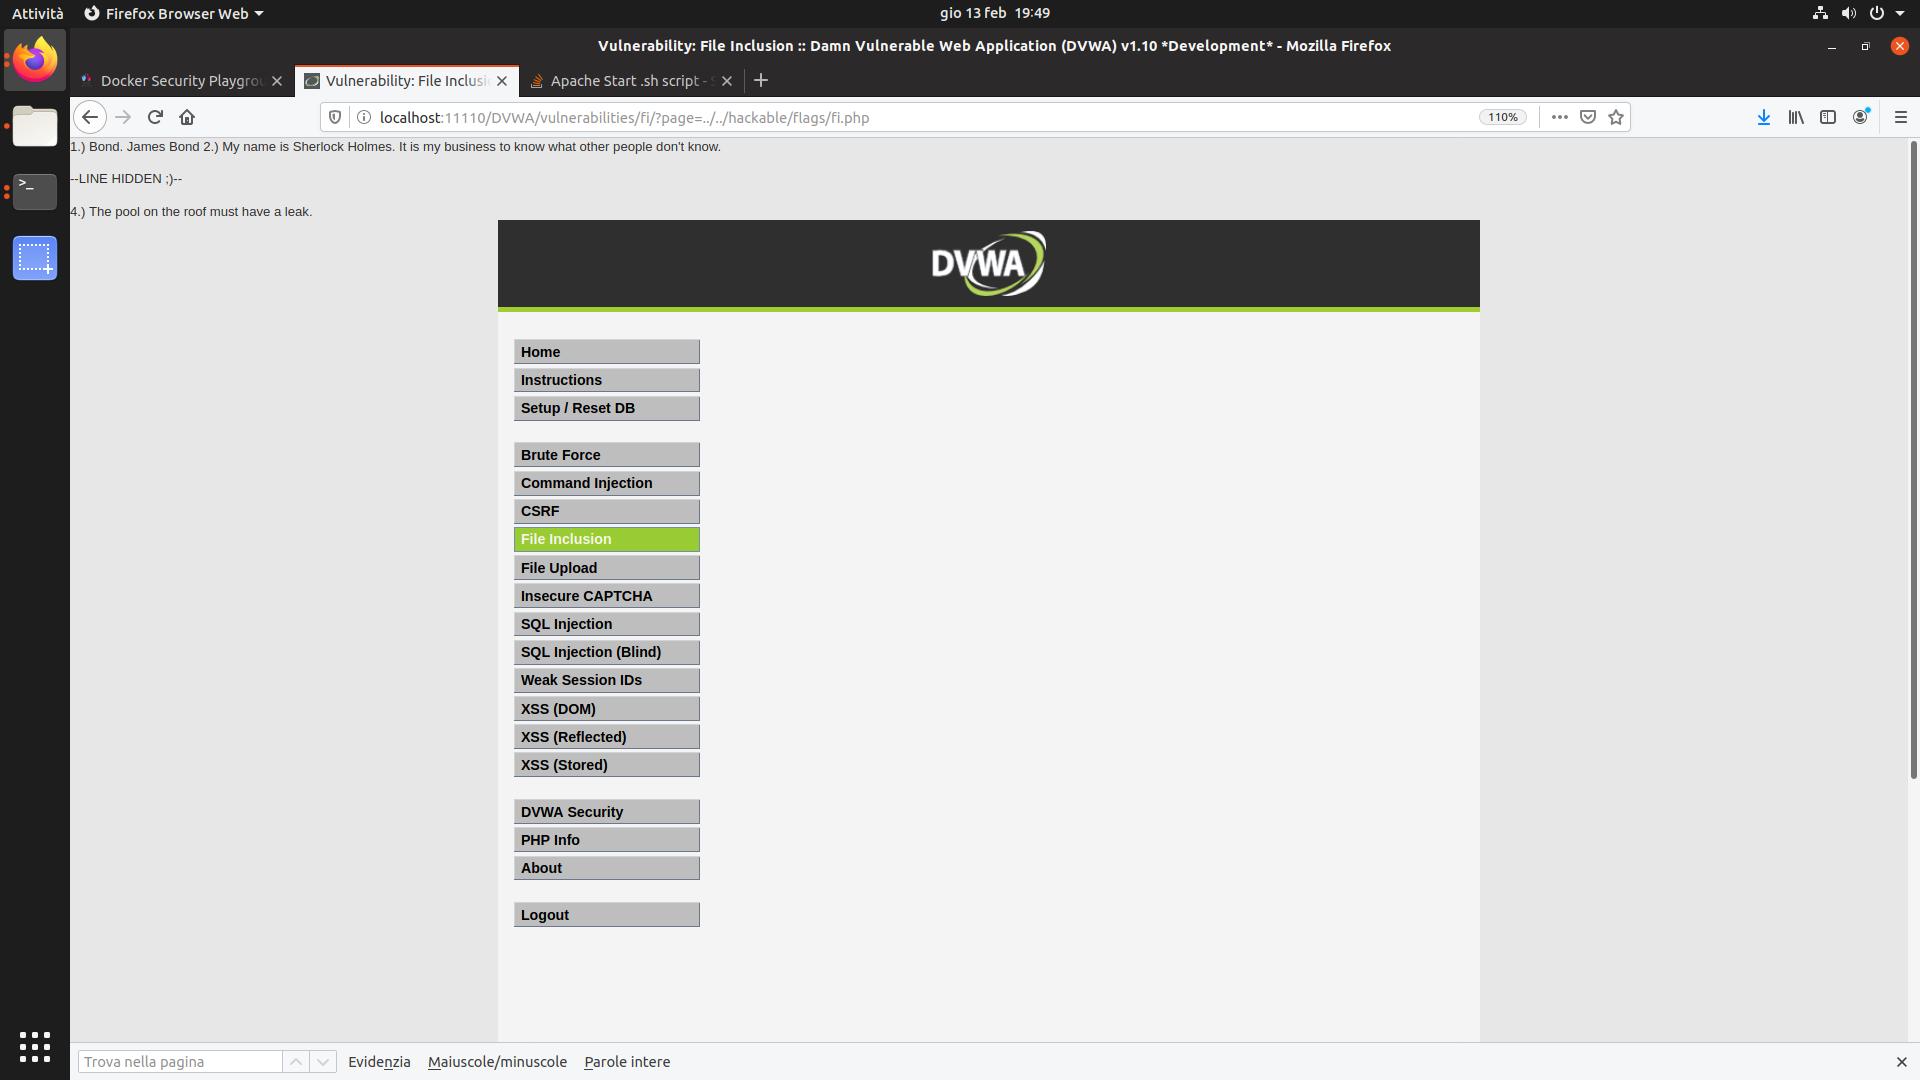 Attività
Firefox Browser Web
gio 13 feb 19:49
Vulnerability: File Inclusion :: Damn Vulnerable Web Application (DVWA) v1.10 *Development* - Mozilla Firefox
Docker Security Playgrou
Vulnerability: File Inclusi
Apache Start .sh script - S
localhost:11110/DVWA/vulnerabilities/fi/?page=../../hackable/flags/fi.php
110%
1.) Bond. James Bond 2.) My name is Sherlock Holmes. It is my business to know what other people don't know.
--LINE HIDDEN ;)--
4.) The pool on the roof must have a leak.
DVWA
Home
Instructions
Setup / Reset DB
Brute Force
Command Injection
CSRF
File Inclusion
File Upload
Insecure CAPTCHA
SQL Injection
SQL Injection (Blind)
Weak Session IDs
XSS (DOM)
XSS (Reflected)
XSS (Stored)
DVWA Security
PHP Info
About
Logout
Trova nella pagina
Evidenzia
Maiuscole/minuscole
Parole intere